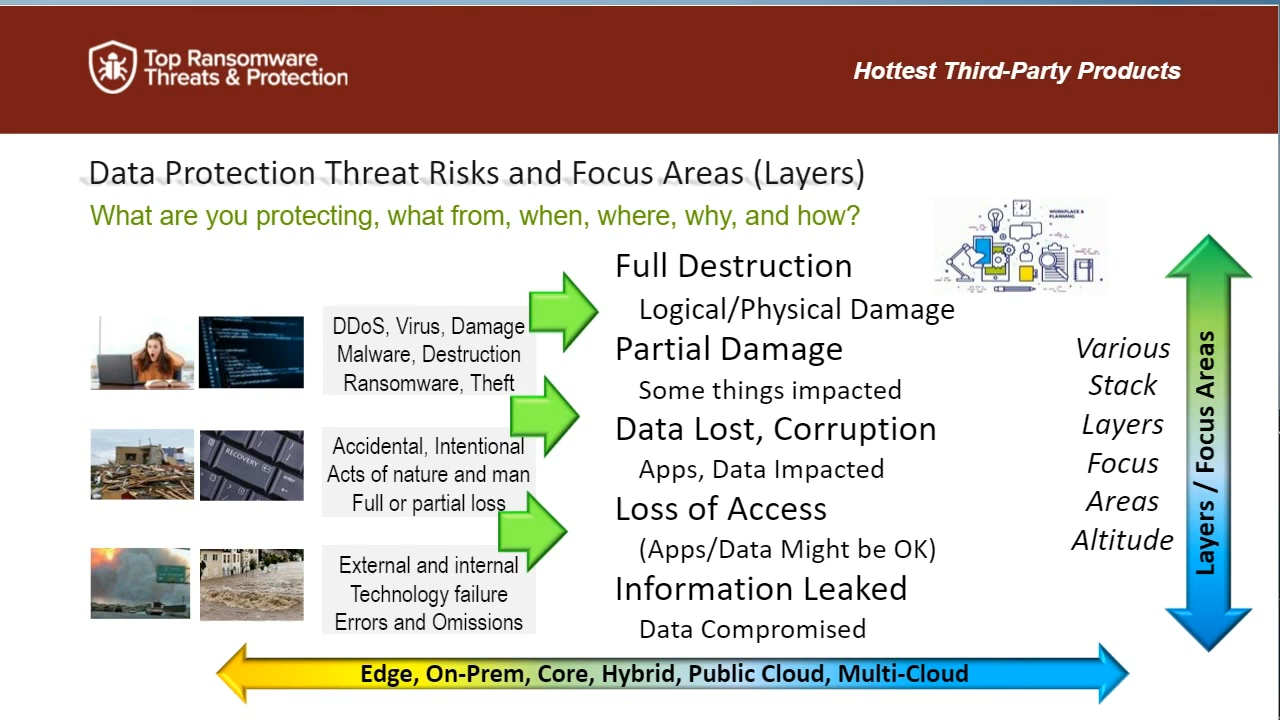 Top Ransomware
Threats & Protection
Hottest Third-Party Products
Data Protection Threat Risks and Focus Areas (Layers)
What are you protecting, what from, when, where, why, and how?
WORKPLACE &
PLANNING
DDoS, Virus, Damage
Malware, Destruction
Ransomware, Theft
RECOVERY
Accidental, Intentional
Acts of nature and man
Full or partial loss
External and internal
Technology failure
Errors and Omissions
Full Destruction
Logical/Physical Damage
Partial Damage
Some things impacted
Data Lost, Corruption
Apps, Data Impacted
Loss of Access
(Apps/Data Might be OK)
Information Leaked
Data Compromised
Various
Stack
Layers
Focus
Areas
Altitude
Layers / Focus Areas
Edge, On-Prem, Core, Hybrid, Public Cloud, Multi-Cloud